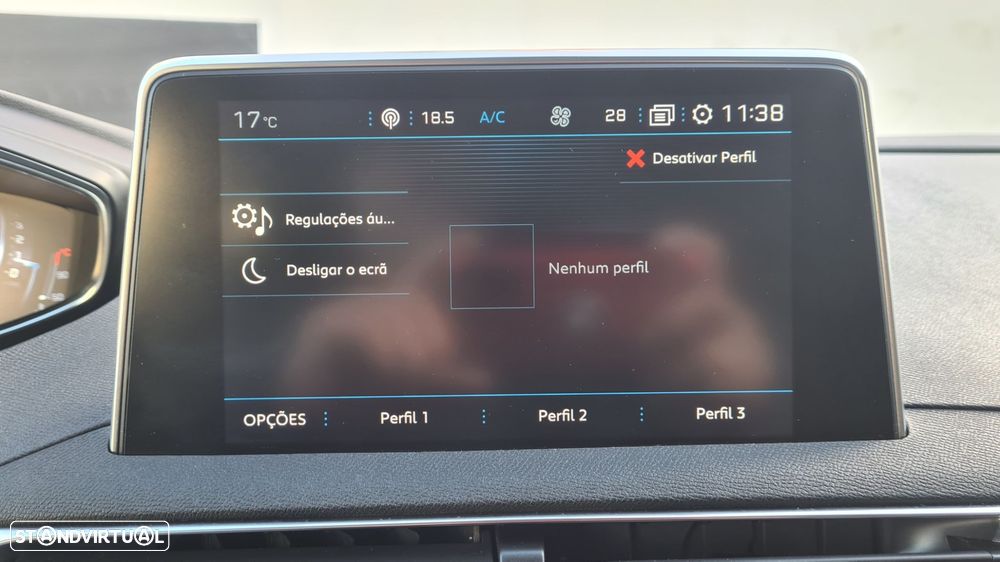 17°C 18.5 A/C 28 11:38
Desativar Perfil
Regulações áu...
Desligar o ecrã
Nenhum perfil
OPÇÕES Perfil 1 Perfil 2 Perfil 3
STANDVIRTUAL